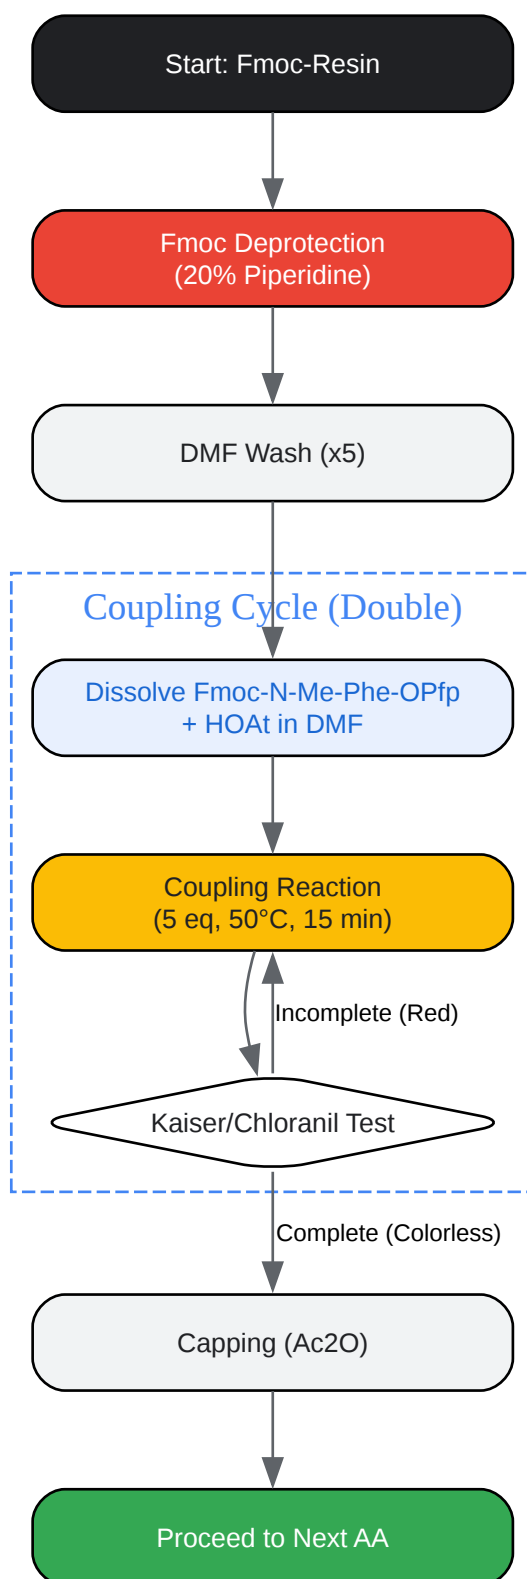 Start: Fmoc-Resin
Fmoc Deprotection
(20% Piperidine)
DMF Wash (x5)
Coupling Cycle (Double)
Dissolve Fmoc-N-Me-Phe-OPfp
+ HOAt in DMF
Coupling Reaction
(5 eq, 50°C, 15 min)
Incomplete (Red)
Kaiser/Chloranil Test
Complete (Colorless)
Capping (Ac2O)
Proceed to Next AA